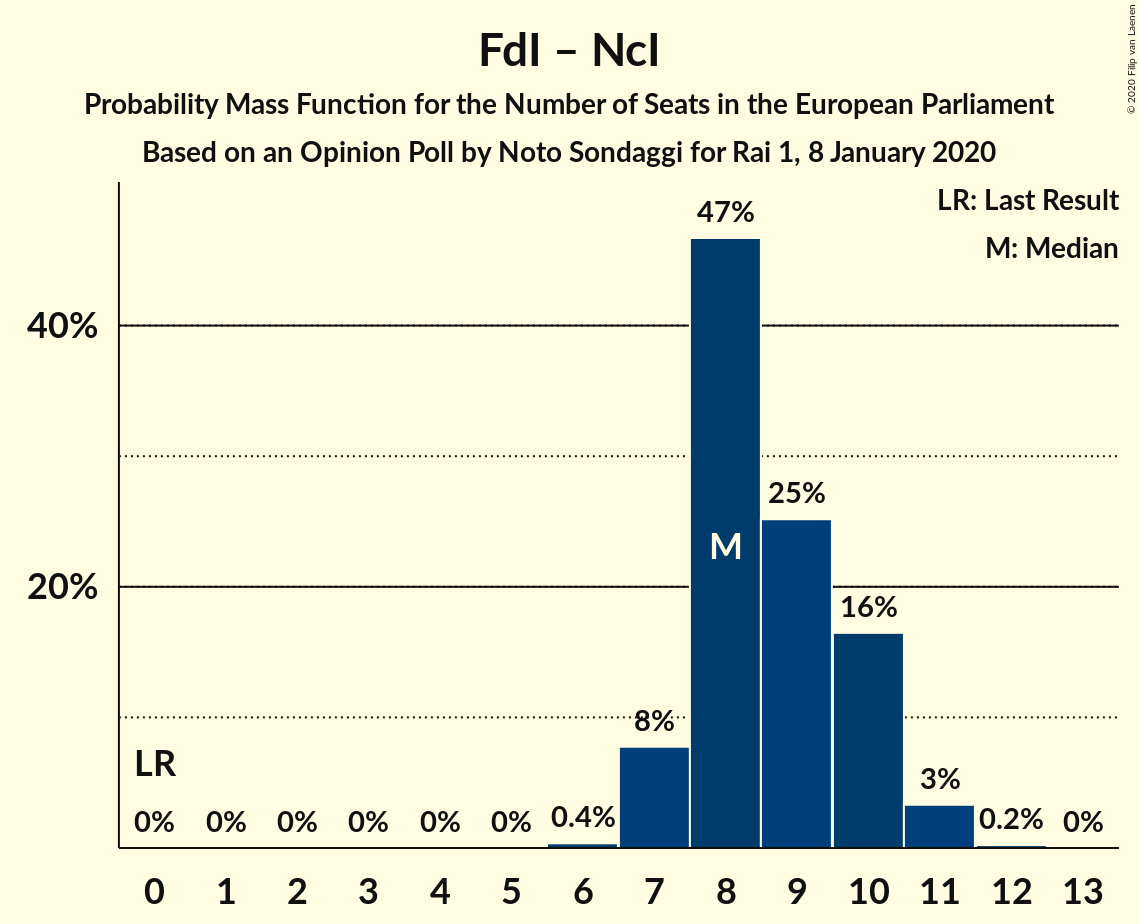 FdI – NcI
Probability Mass Function for the Number of Seats in the European Parliament
Based on an Opinion Poll by Noto Sondaggi for Rai 1, 8 January 2020
© 2020 Filip van Laenen
LR: Last Result
M: Median
47%
40%
25%
M
20%
16%
8%
LR
3%
0% 0% 0% 0% 0% 0% 0.4% 0.2% 0%
0 1 2 3 4 5 6 7 8 9 10 11 12 13